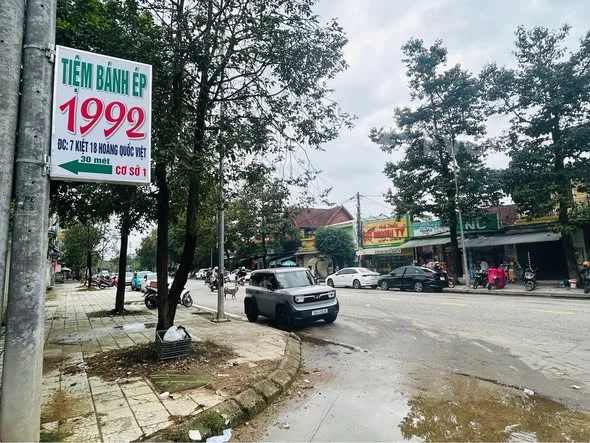 TIỆM BÁNH ÉP
1992
ĐC: 7 KIỆT 18 HOÀNG QUỐC VIỆT
30 mét
CƠ SỞ 1